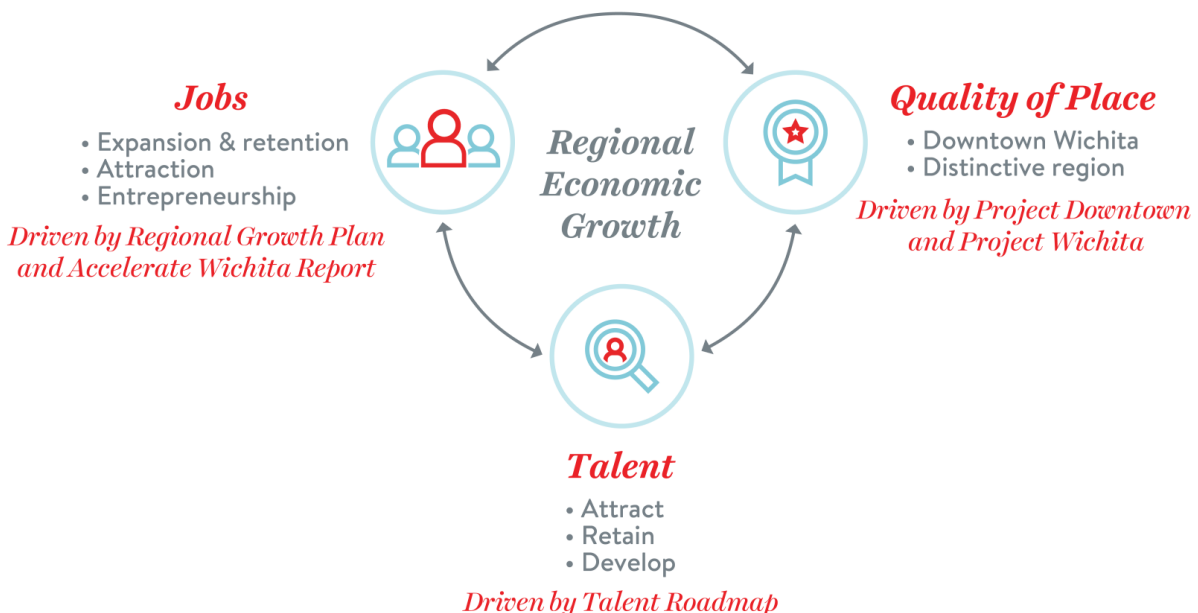 Jobs
• Expansion & retention
• Attraction
• Entrepreneurship
Driven by Regional Growth Plan
and Accelerate Wichita Report
Regional
Economic
Growth
Quality of Place
• Downtown Wichita
• Distinctive region
Driven by Project Downtown
and Project Wichita
Talent
• Attract
• Retain
• Develop
Driven by Talent Roadmap